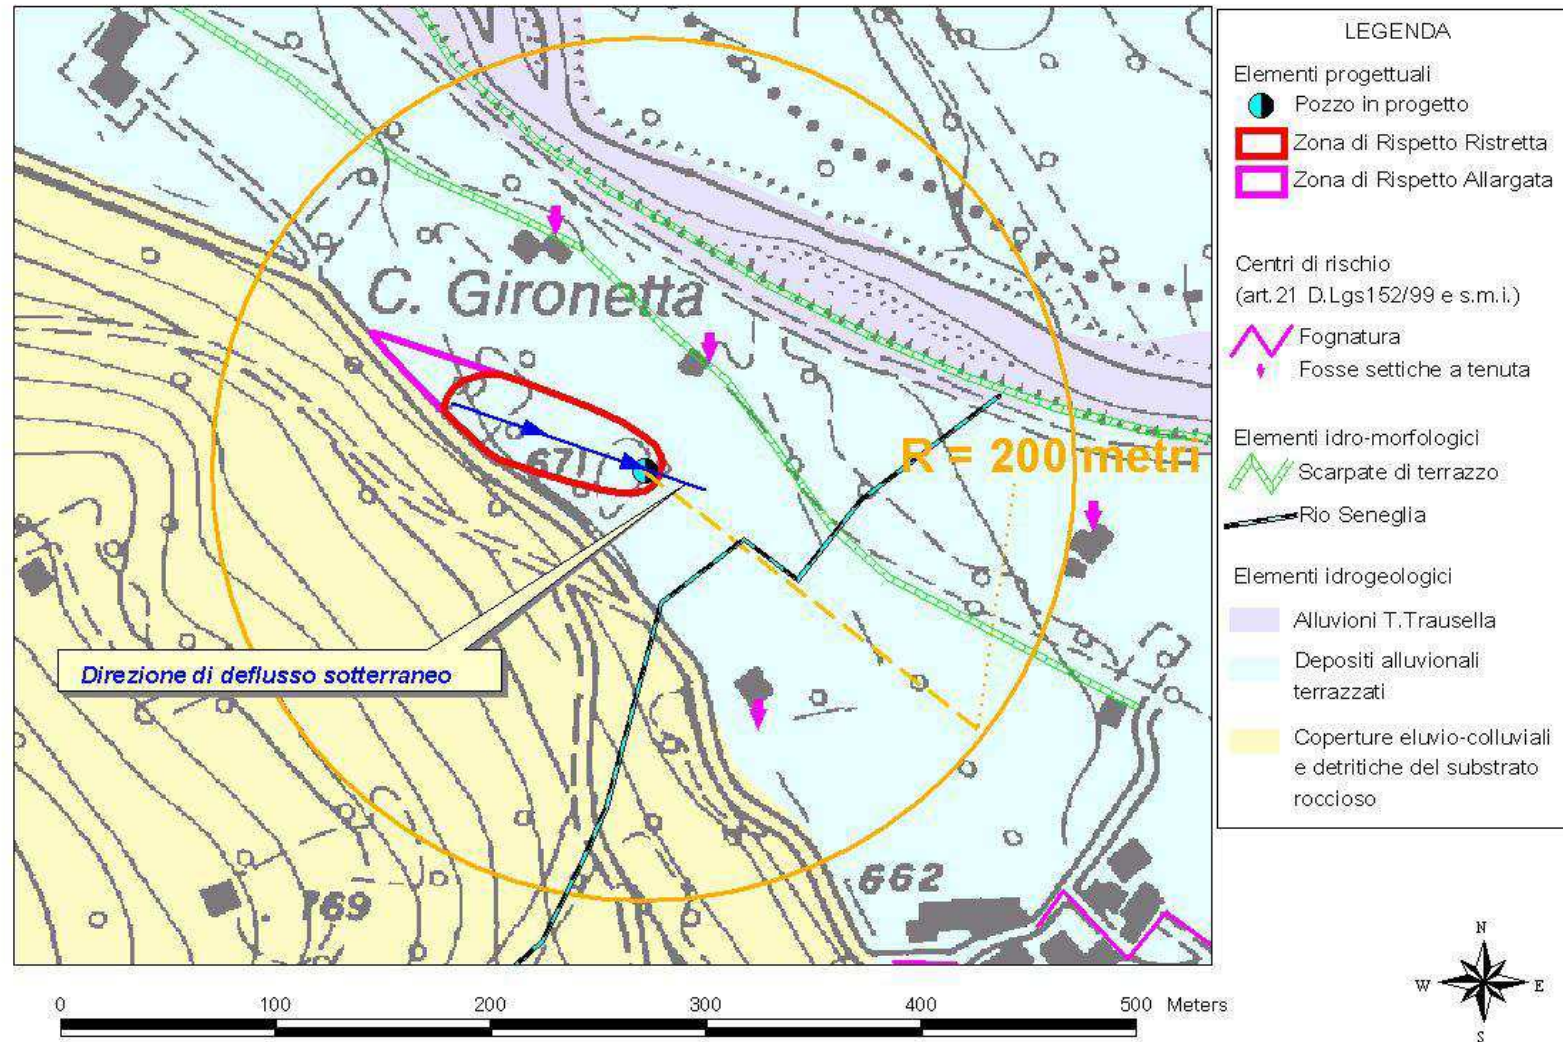 C. Gironetta
671
R = 200 metri
Direzione di deflusso sotterraneo
769
662
LEGENDA
Elementi progettuali
Pozzo in progetto
Zona di Rispetto Ristretta
Zona di Rispetto Allargata
Centri di rischio
(art.21 D.Lgs152/99 e s.m.i.)
Fognatura
Fosse settiche a tenuta
Elementi idro-morfologici
Scarpate di terrazzo
Rio Seneglia
Elementi idrogeologici
Alluvioni T.Trausella
Depositi alluvionali
terrazzati
Coperture eluvio-colluviali
e detritiche del substrato
roccioso
N
W E
S
0 100 200 300 400 500 Meters